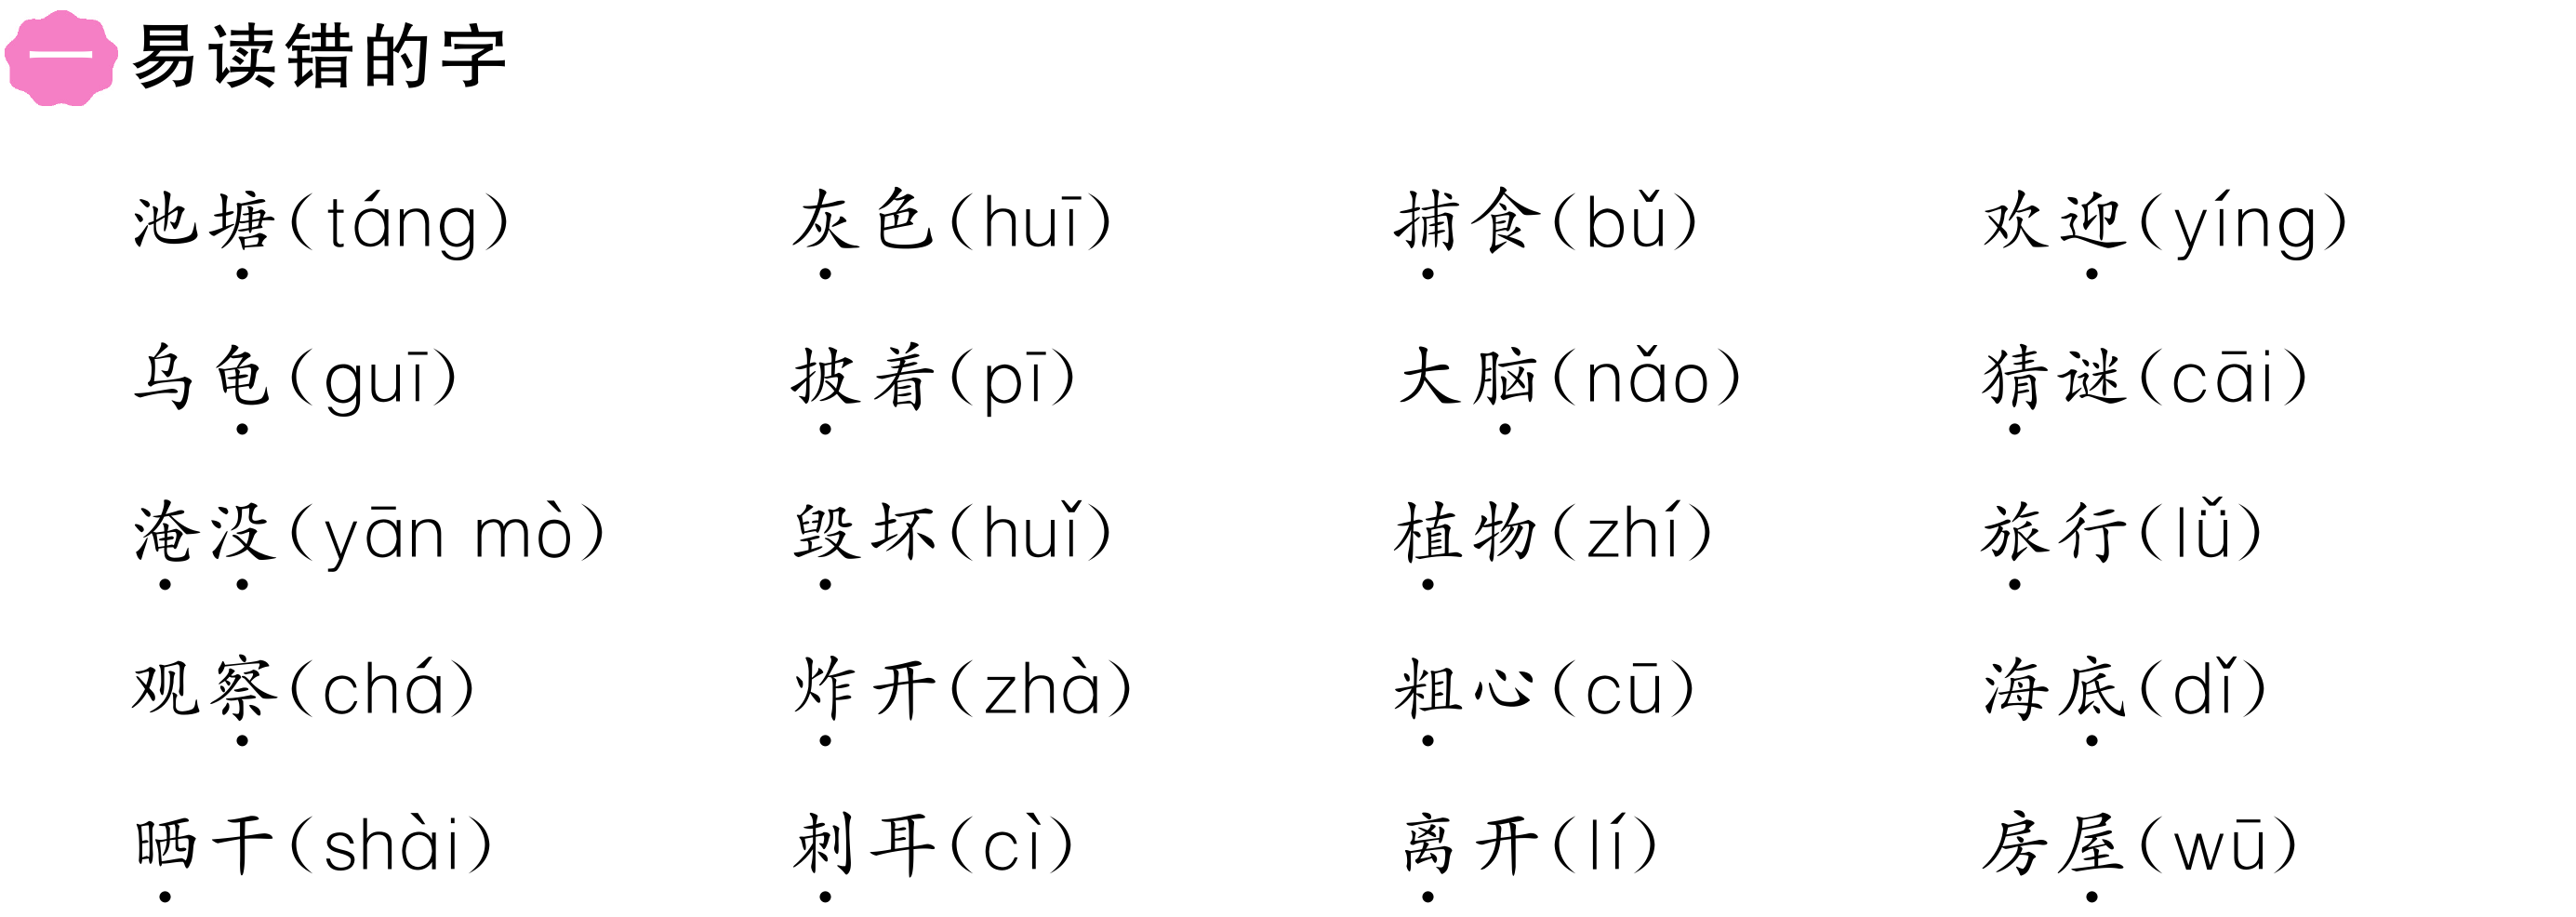 一 易读错的字
池塘(táng) 灰色(huī) 捕食(bǔ) 欢迎(yíng)
乌龟(guī) 披着(pī) 大脑(nǎo) 猜谜(cāi)
淹没(yān mò) 毁坏(huǐ) 植物(zhí) 旅行(lǚ)
观察(chá) 炸开(zhà) 粗心(cū) 海底(dǐ)
晒干(shài) 刺耳(cì) 离开(lí) 房屋(wū)